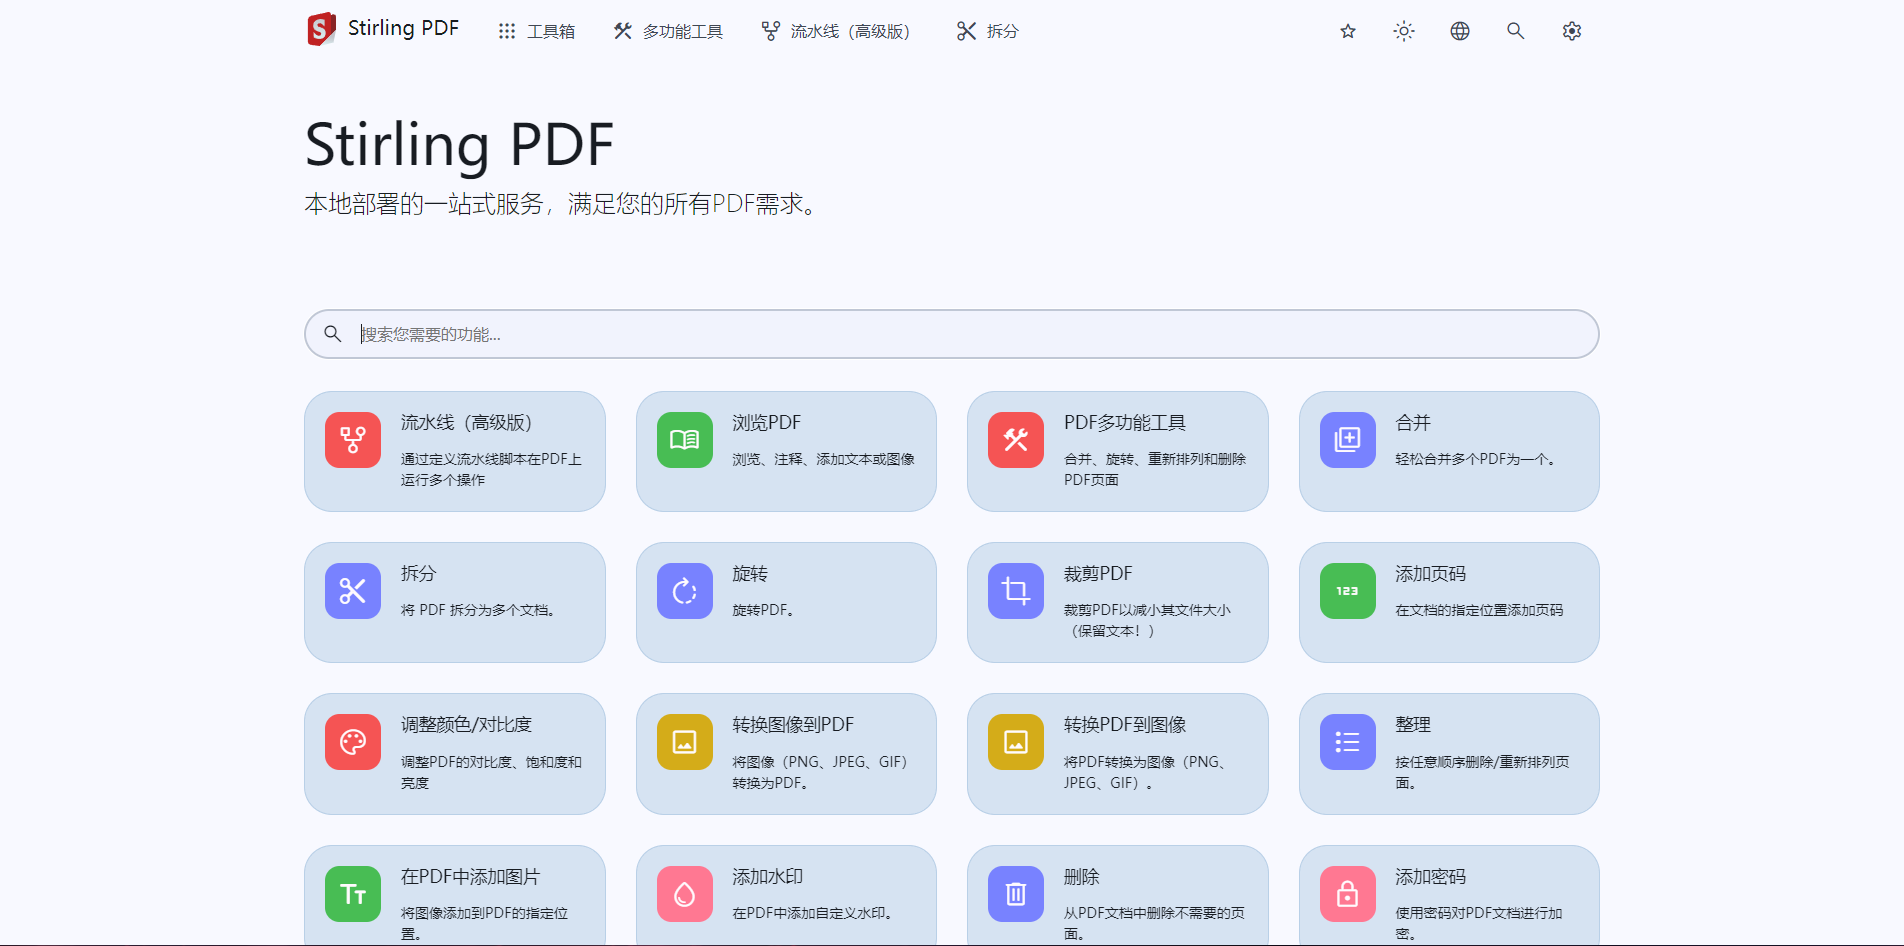 Stirling PDF
工具箱
多功能工具
流水线（高级版）
拆分
Stirling PDF
本地部署的一站式服务，满足您的所有PDF需求。
搜索您需要的功能...
流水线（高级版）
通过定义流水线脚本在PDF上
运行多个操作
浏览PDF
浏览、注释、添加文本或图像
PDF多功能工具
合并、旋转、重新排列和删除
PDF页面
合并
轻松合并多个PDF为一个。
拆分
将 PDF 拆分为多个文档。
旋转
旋转PDF。
裁剪PDF
裁剪PDF以减小其文件大小
（保留文本！）
123
添加页码
在文档的指定位置添加页码
调整颜色/对比度
调整PDF的对比度、饱和度和
亮度
转换图像到PDF
将图像（PNG、JPEG、GIF）
转换为PDF。
转换PDF到图像
将PDF转换为图像（PNG、
JPEG、GIF）。
整理
按任意顺序删除/重新排列页
面。
TT
在PDF中添加图片
将图像添加到PDF的指定位
置。
添加水印
在PDF中添加自定义水印。
删除
从PDF文档中删除不需要的页
面。
添加密码
使用密码对PDF文档进行加
密。